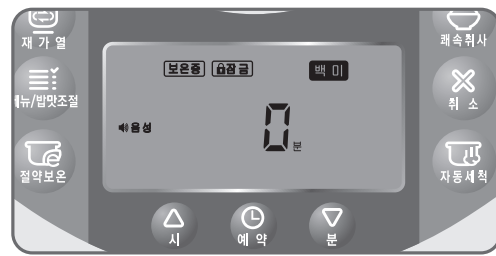 재가열
쾌속취사
보온중 잠금 백미
뉴/밥맛조절
취소
음성
0분
절약보온
자동세척
시
예약
분